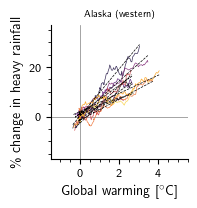 Alaska (western)
% change in heavy rainfall
20
0
0 2 4
Global warming [°C]